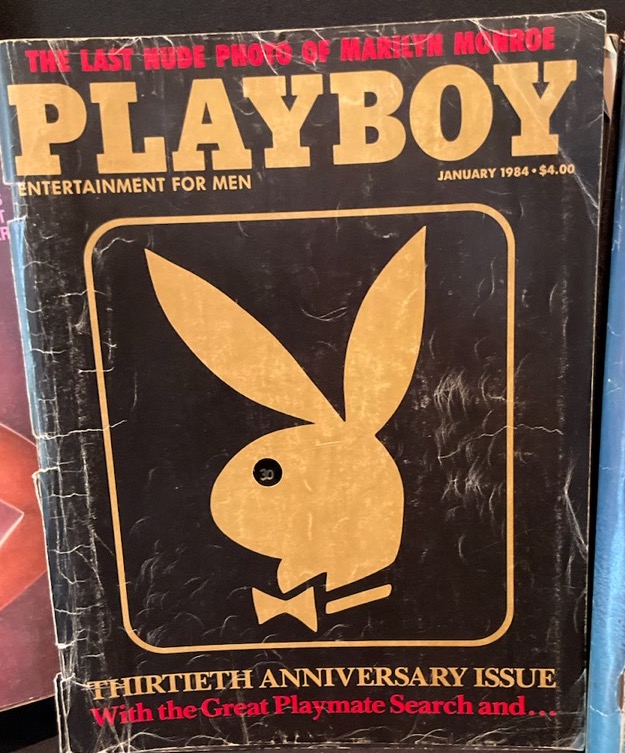 THE LAST NUDE PHOTO OF MARILYN MONROE
PLAYBOY
ENTERTAINMENT FOR MEN
JANUARY 1984 • $4.00
30
THIRTIETH ANNIVERSARY ISSUE
With the Great Playmate Search and...